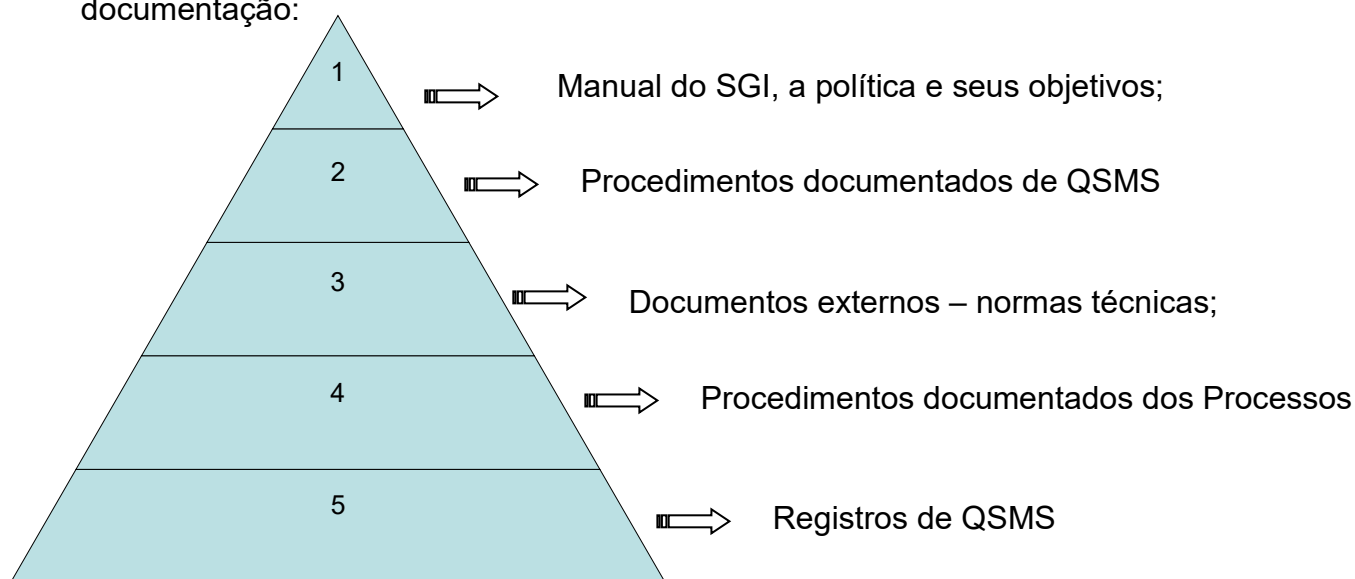 documentação:
1
Manual do SGI, a política e seus objetivos;
2
Procedimentos documentados de QSMS
3
Documentos externos – normas técnicas;
4
Procedimentos documentados dos Processos
5
Registros de QSMS